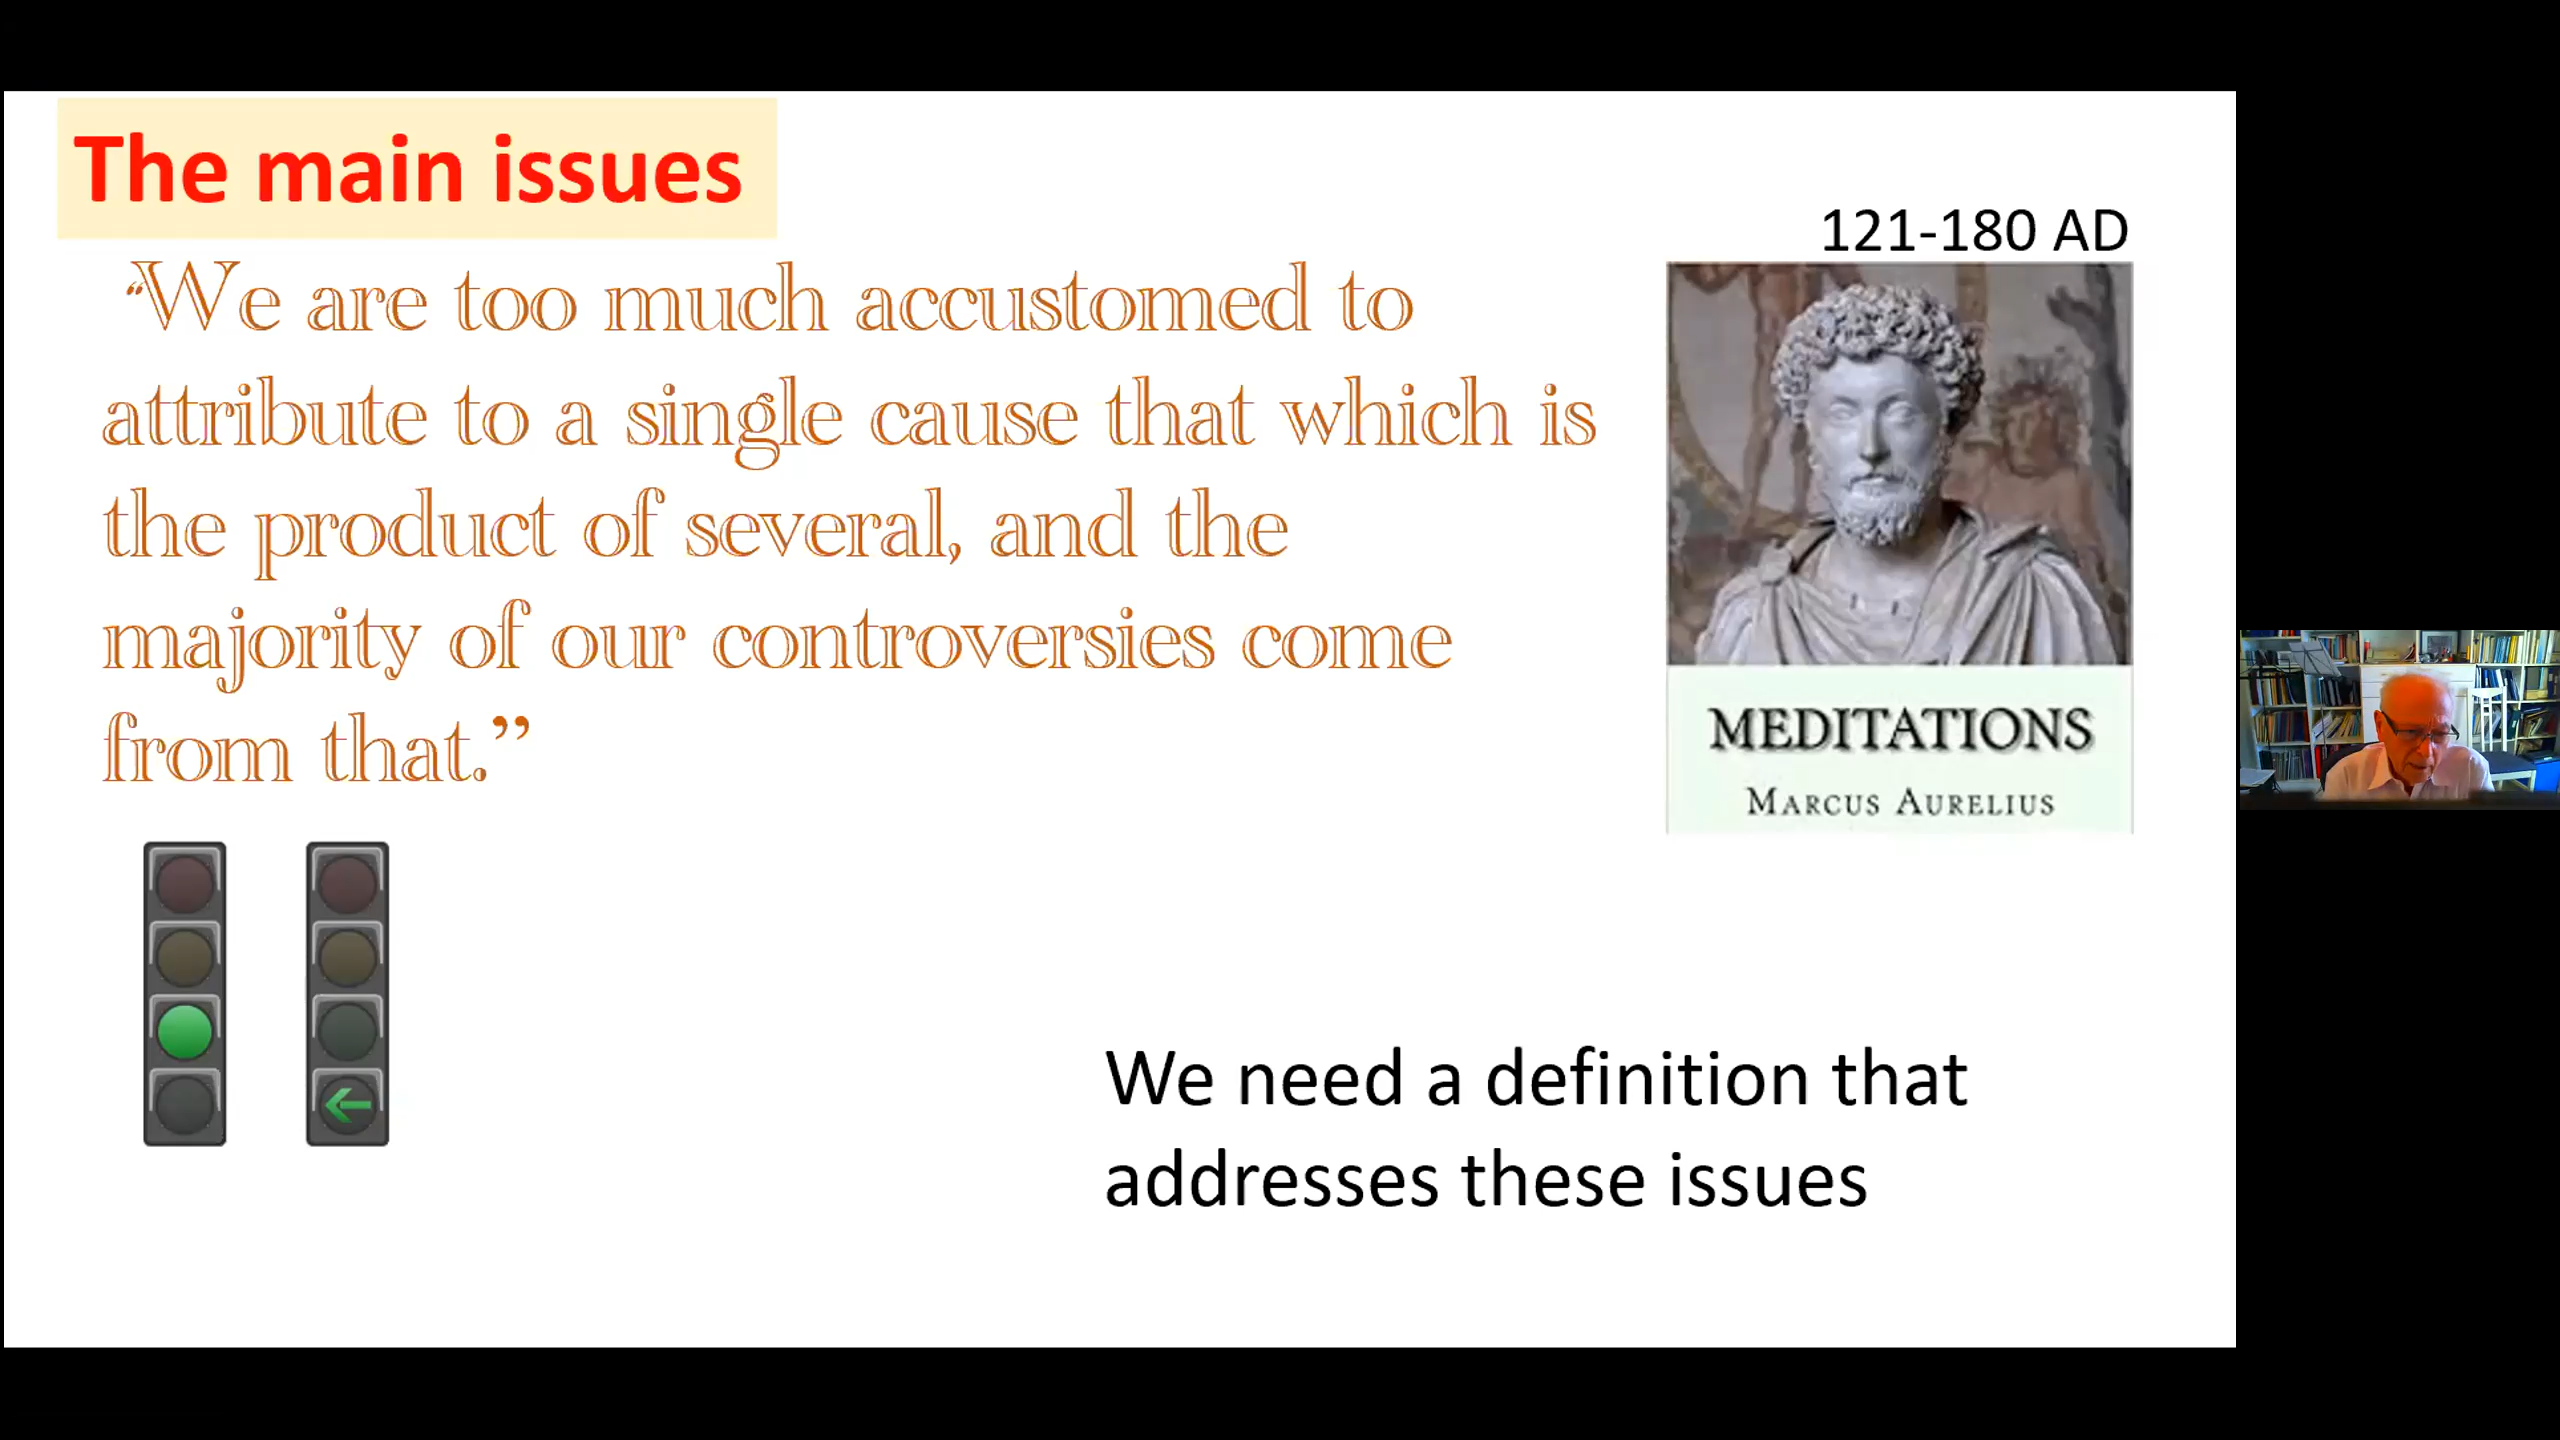 The main issues
121-180 AD
“We are too much accustomed to
attribute to a single cause that which is
the product of several, and the
majority of our controversies come
from that.”
MEDITATIONS
MARCUS AURELIUS
We need a definition that
addresses these issues